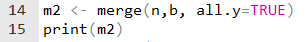 14 m2 <- merge(n,b, all.y=TRUE)
15 print(m2)